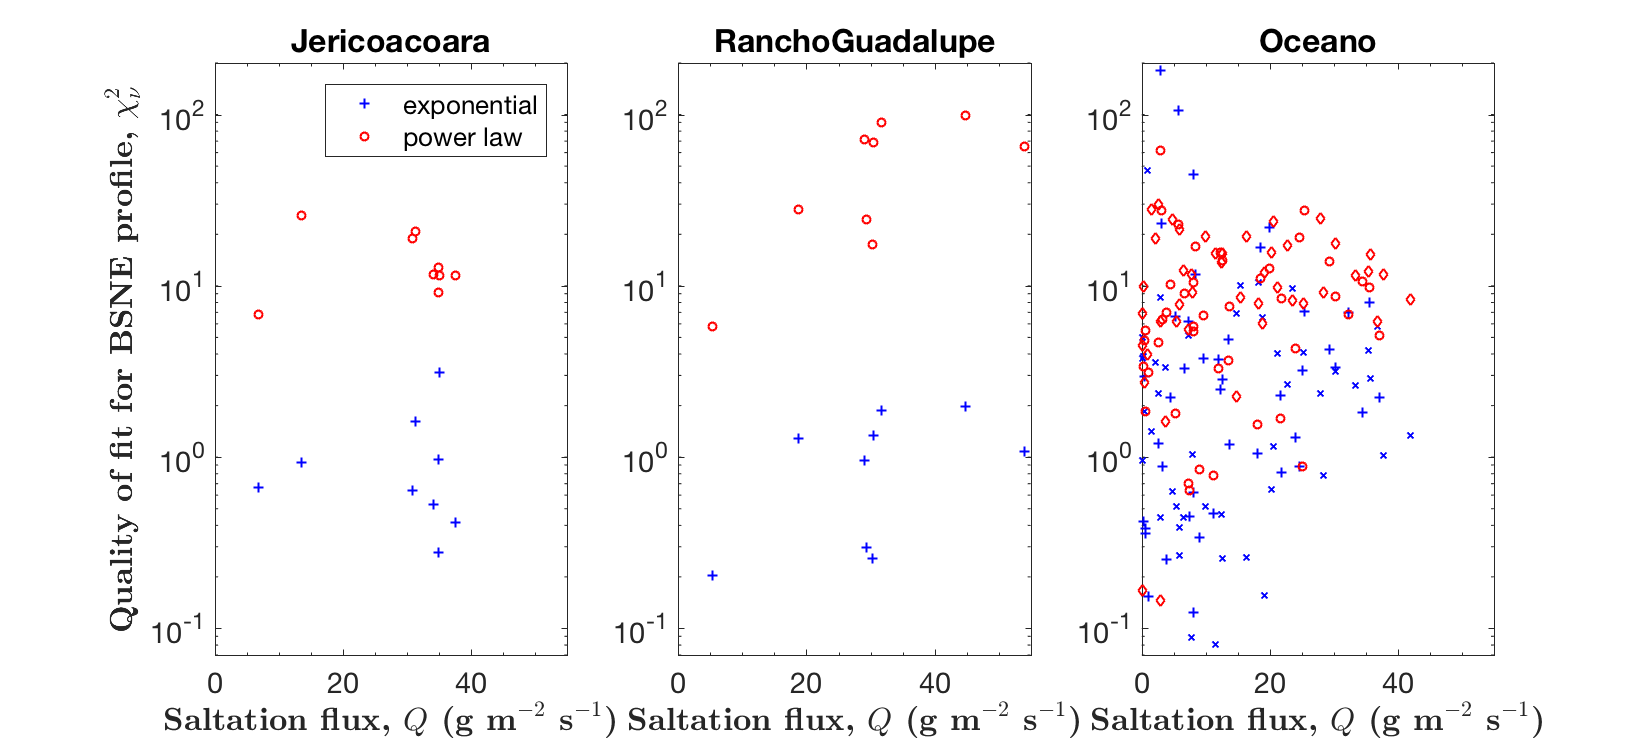 Jericoacoara
RanchoGuadalupe
Oceano
Quality of fit for BSNE profile, χ²ᵥ
exponential
power law
10²
10¹
10⁰
10⁻¹
0 20 40
Saltation flux, Q (g m⁻² s⁻¹)
10²
10¹
10⁰
10⁻¹
0 20 40
Saltation flux, Q (g m⁻² s⁻¹)
10²
10¹
10⁰
10⁻¹
0 20 40
Saltation flux, Q (g m⁻² s⁻¹)